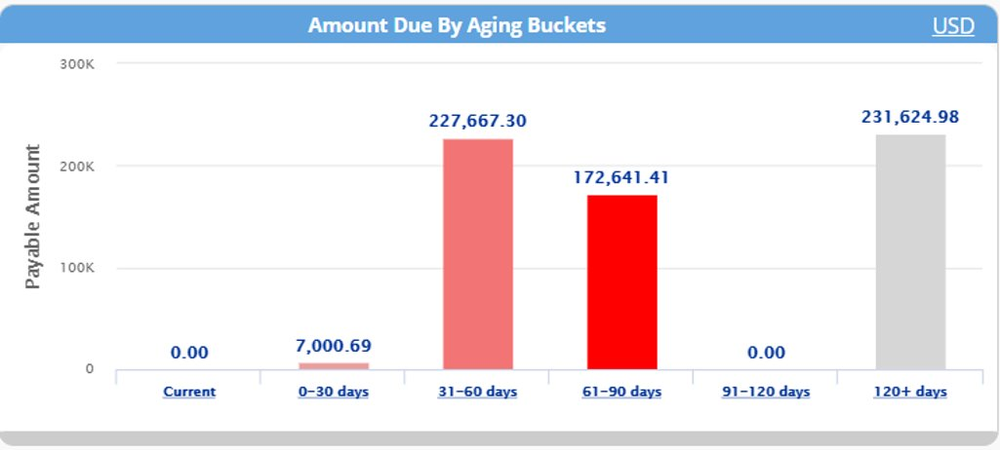 Amount Due By Aging Buckets
USD
Payable Amount
300K
200K
100K
0
0.00
7,000.69
227,667.30
172,641.41
0.00
231,624.98
Current
0-30 days
31-60 days
61-90 days
91-120 days
120+ days